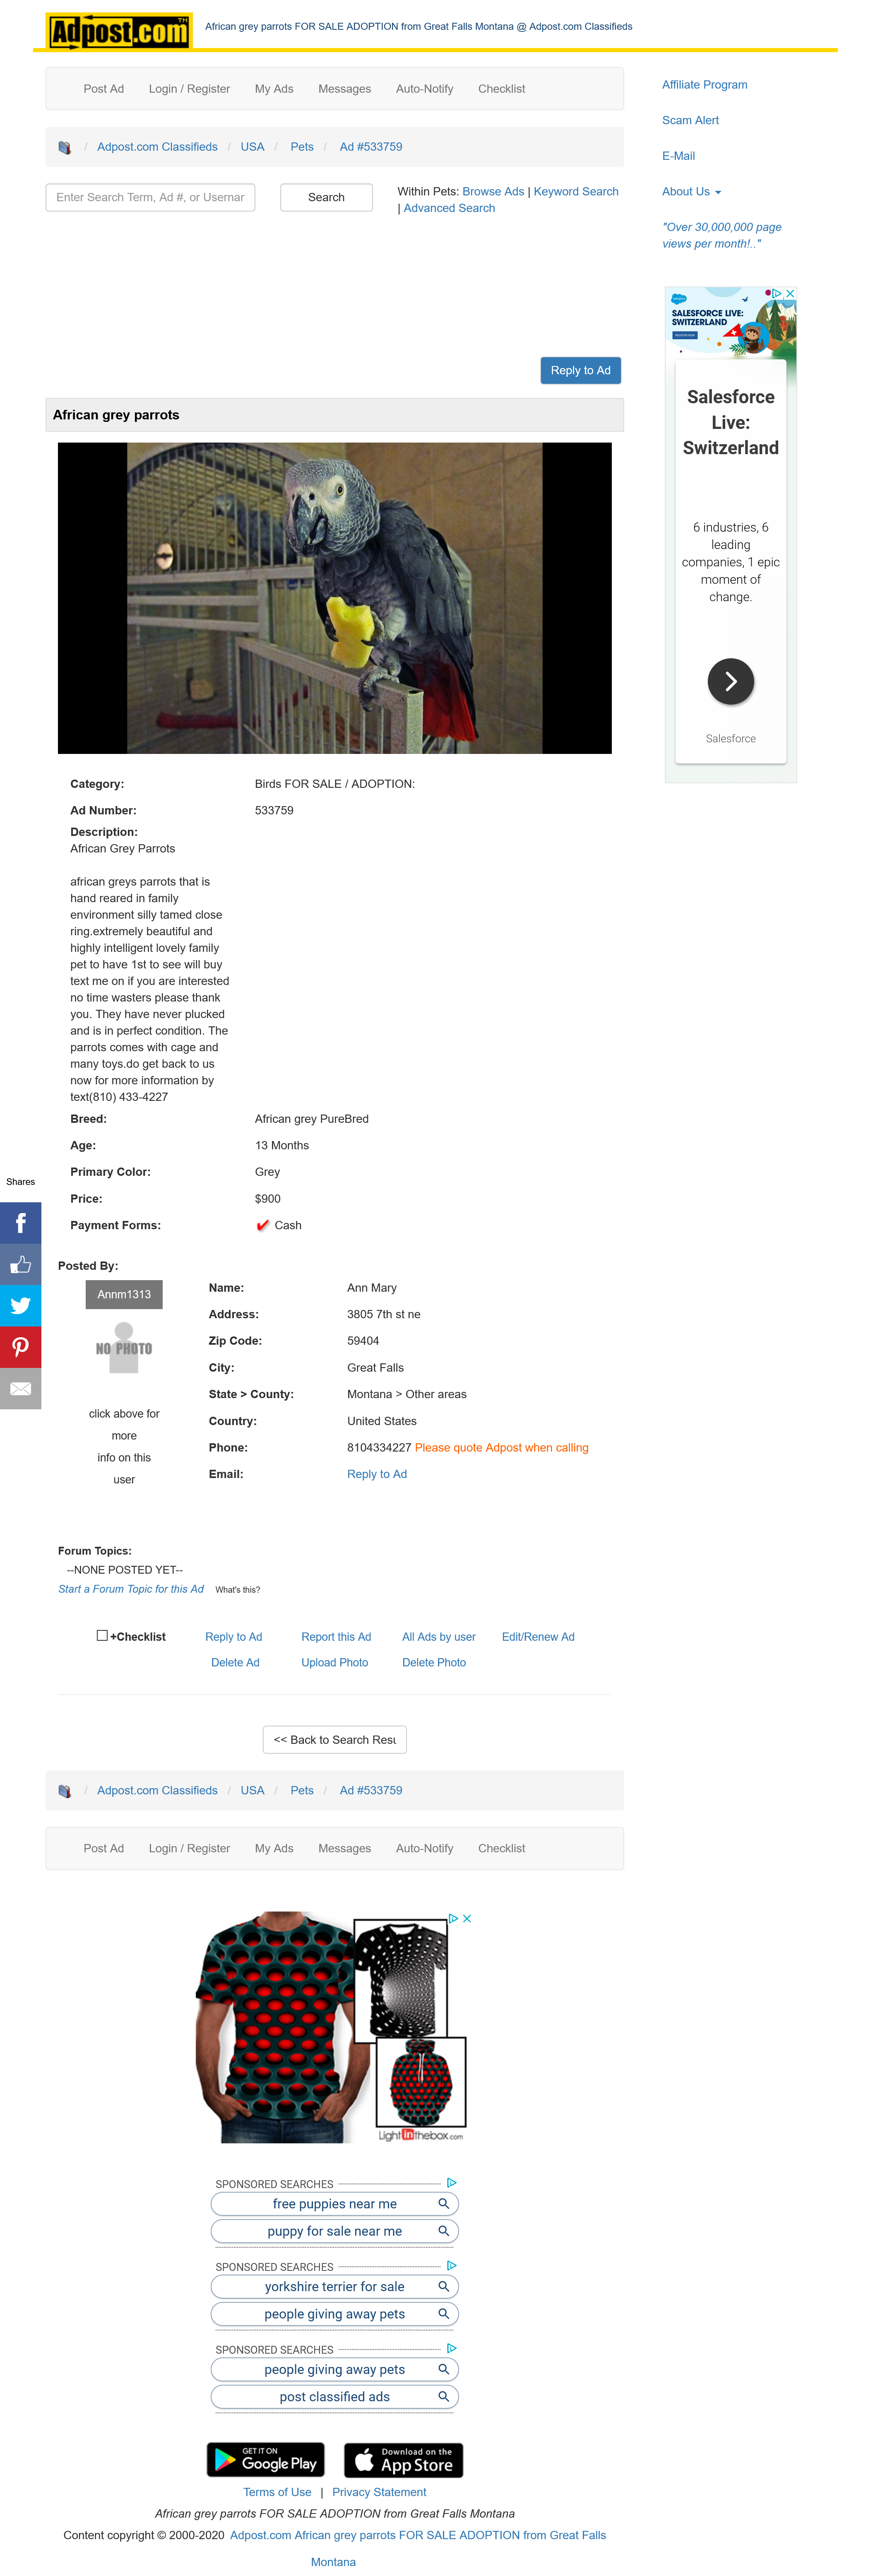 Adpost.com TM
African grey parrots FOR SALE ADOPTION from Great Falls Montana @ Adpost.com Classifieds
Post Ad Login / Register My Ads Messages Auto-Notify Checklist
/ Adpost.com Classifieds / USA / Pets / Ad #533759
Enter Search Term, Ad #, or Usernar
Search
Within Pets: Browse Ads | Keyword Search
| Advanced Search
Affiliate Program
Scam Alert
E-Mail
About Us
"Over 30,000,000 page
views per month!.."
Reply to Ad
African grey parrots
SALESFORCE LIVE:
SWITZERLAND
Salesforce
Live:
Switzerland
6 industries, 6
leading
companies, 1 epic
moment of
change.
Salesforce
Category: Birds FOR SALE / ADOPTION:
Ad Number: 533759
Description:
African Grey Parrots
african greys parrots that is
hand reared in family
environment silly tamed close
ring.extremely beautiful and
highly intelligent lovely family
pet to have 1st to see will buy
text me on if you are interested
no time wasters please thank
you. They have never plucked
and is in perfect condition. The
parrots comes with cage and
many toys.do get back to us
now for more information by
text(810) 433-4227
Breed: African grey PureBred
Age: 13 Months
Primary Color: Grey
Price: $900
Payment Forms: Cash
Shares
Posted By:
Annm1313
NO PHOTO
click above for
more
info on this
user
Name: Ann Mary
Address: 3805 7th st ne
Zip Code: 59404
City: Great Falls
State > County: Montana > Other areas
Country: United States
Phone: 8104334227 Please quote Adpost when calling
Email: Reply to Ad
Forum Topics:
--NONE POSTED YET--
Start a Forum Topic for this Ad What's this?
+Checklist Reply to Ad Report this Ad All Ads by user Edit/Renew Ad
Delete Ad Upload Photo Delete Photo
<< Back to Search Resu
/ Adpost.com Classifieds / USA / Pets / Ad #533759
Post Ad Login / Register My Ads Messages Auto-Notify Checklist
Lightinthebox.com
SPONSORED SEARCHES
free puppies near me
puppy for sale near me
SPONSORED SEARCHES
yorkshire terrier for sale
people giving away pets
SPONSORED SEARCHES
people giving away pets
post classified ads
GET IT ON
Google Play
Download on the
App Store
Terms of Use | Privacy Statement
African grey parrots FOR SALE ADOPTION from Great Falls Montana
Content copyright © 2000-2020 Adpost.com African grey parrots FOR SALE ADOPTION from Great Falls
Montana